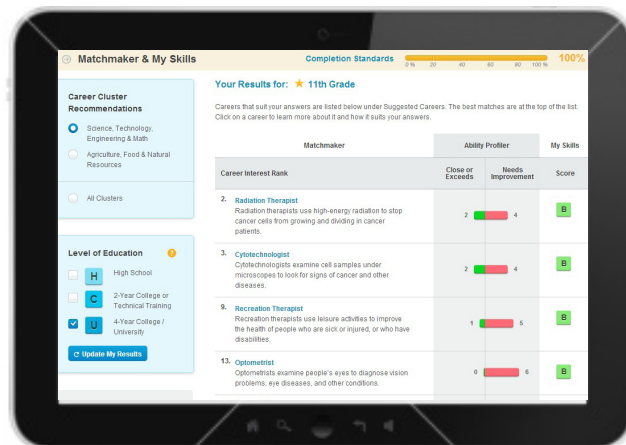 Matchmaker & My Skills
Completion Standards
100%
0 % 20 40 60 80 100 %
Career Cluster
Recommendations
Science, Technology,
Engineering & Math
Agriculture, Food & Natural
Resources
All Clusters
Level of Education ?
H High School
C 2-Year College or
Technical Training
U 4-Year College /
University
Update My Results
Your Results for: 11th Grade
Careers that suit your answers are listed below under Suggested Careers. The best matches are at the top of the list.
Click on a career to learn more about it and how it suits your answers.
Matchmaker Ability Profiler My Skills
Career Interest Rank Close or Exceeds Needs Improvement Score
2. Radiation Therapist
Radiation therapists use high-energy radiation to stop
cancer cells from growing and dividing in cancer
patients.
2 4 B
3. Cytotechnologist
Cytotechnologists examine cell samples under
microscopes to look for signs of cancer and other
diseases.
2 4 B
9. Recreation Therapist
Recreation therapists use leisure activities to improve
the health of people who are sick or injured, or who have
disabilities.
1 5 B
13. Optometrist
Optometrists examine people's eyes to diagnose vision
problems, eye diseases, and other conditions.
0 6 B